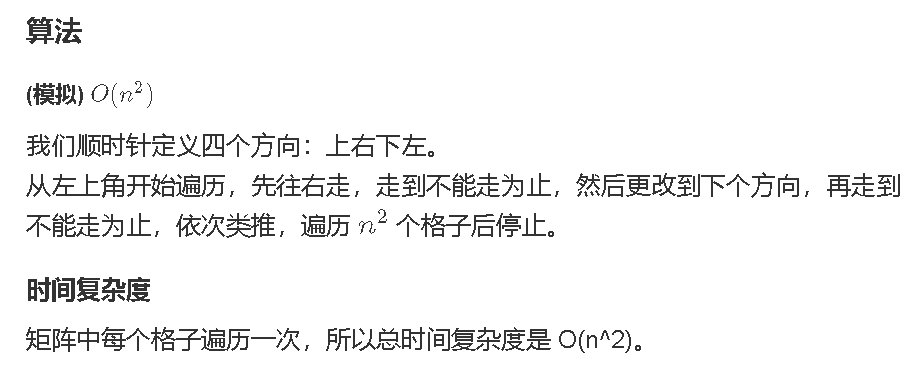 算法
(模拟) O(n²)
我们顺时针定义四个方向：上右下左。
从左上角开始遍历，先往右走，走到不能走为止，然后更改到下个方向，再走到
不能走为止，依次类推，遍历 n² 个格子后停止。
时间复杂度
矩阵中每个格子遍历一次，所以总时间复杂度是 O(n^2)。